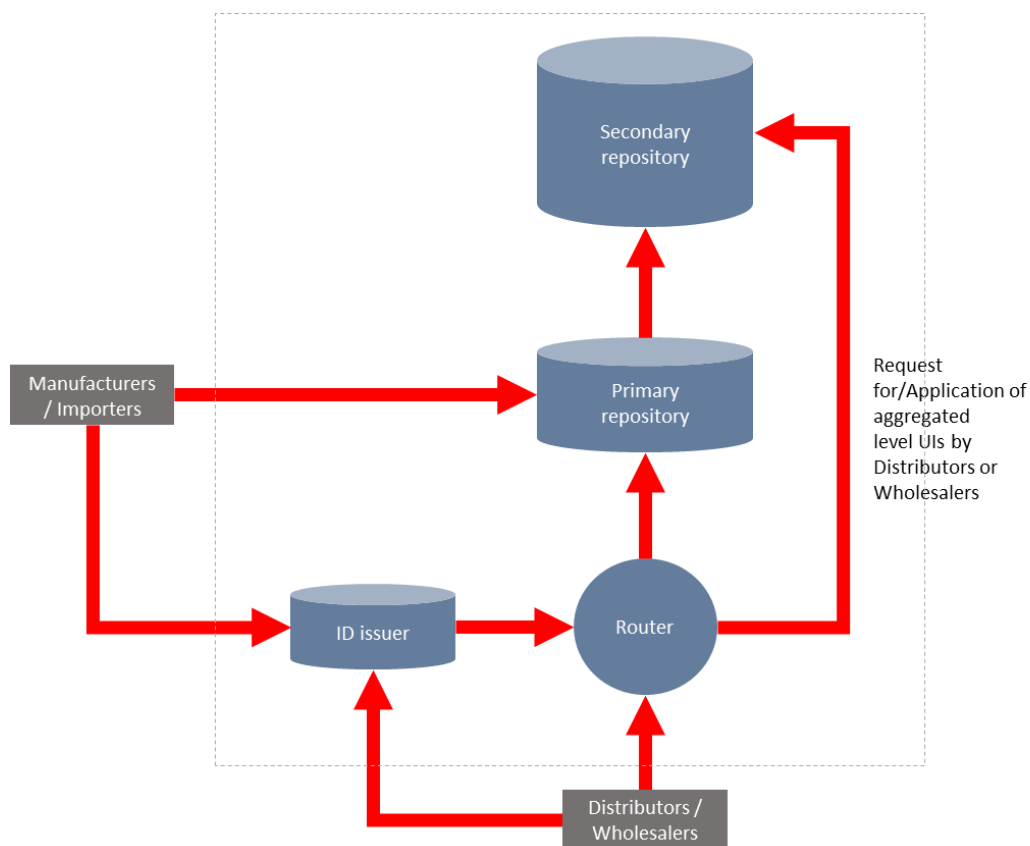 Secondary
repository
Manufacturers
/ Importers
Primary
repository
Request
for/Application of
aggregated
level UIs by
Distributors or
Wholesalers
ID issuer
Router
Distributors /
Wholesalers